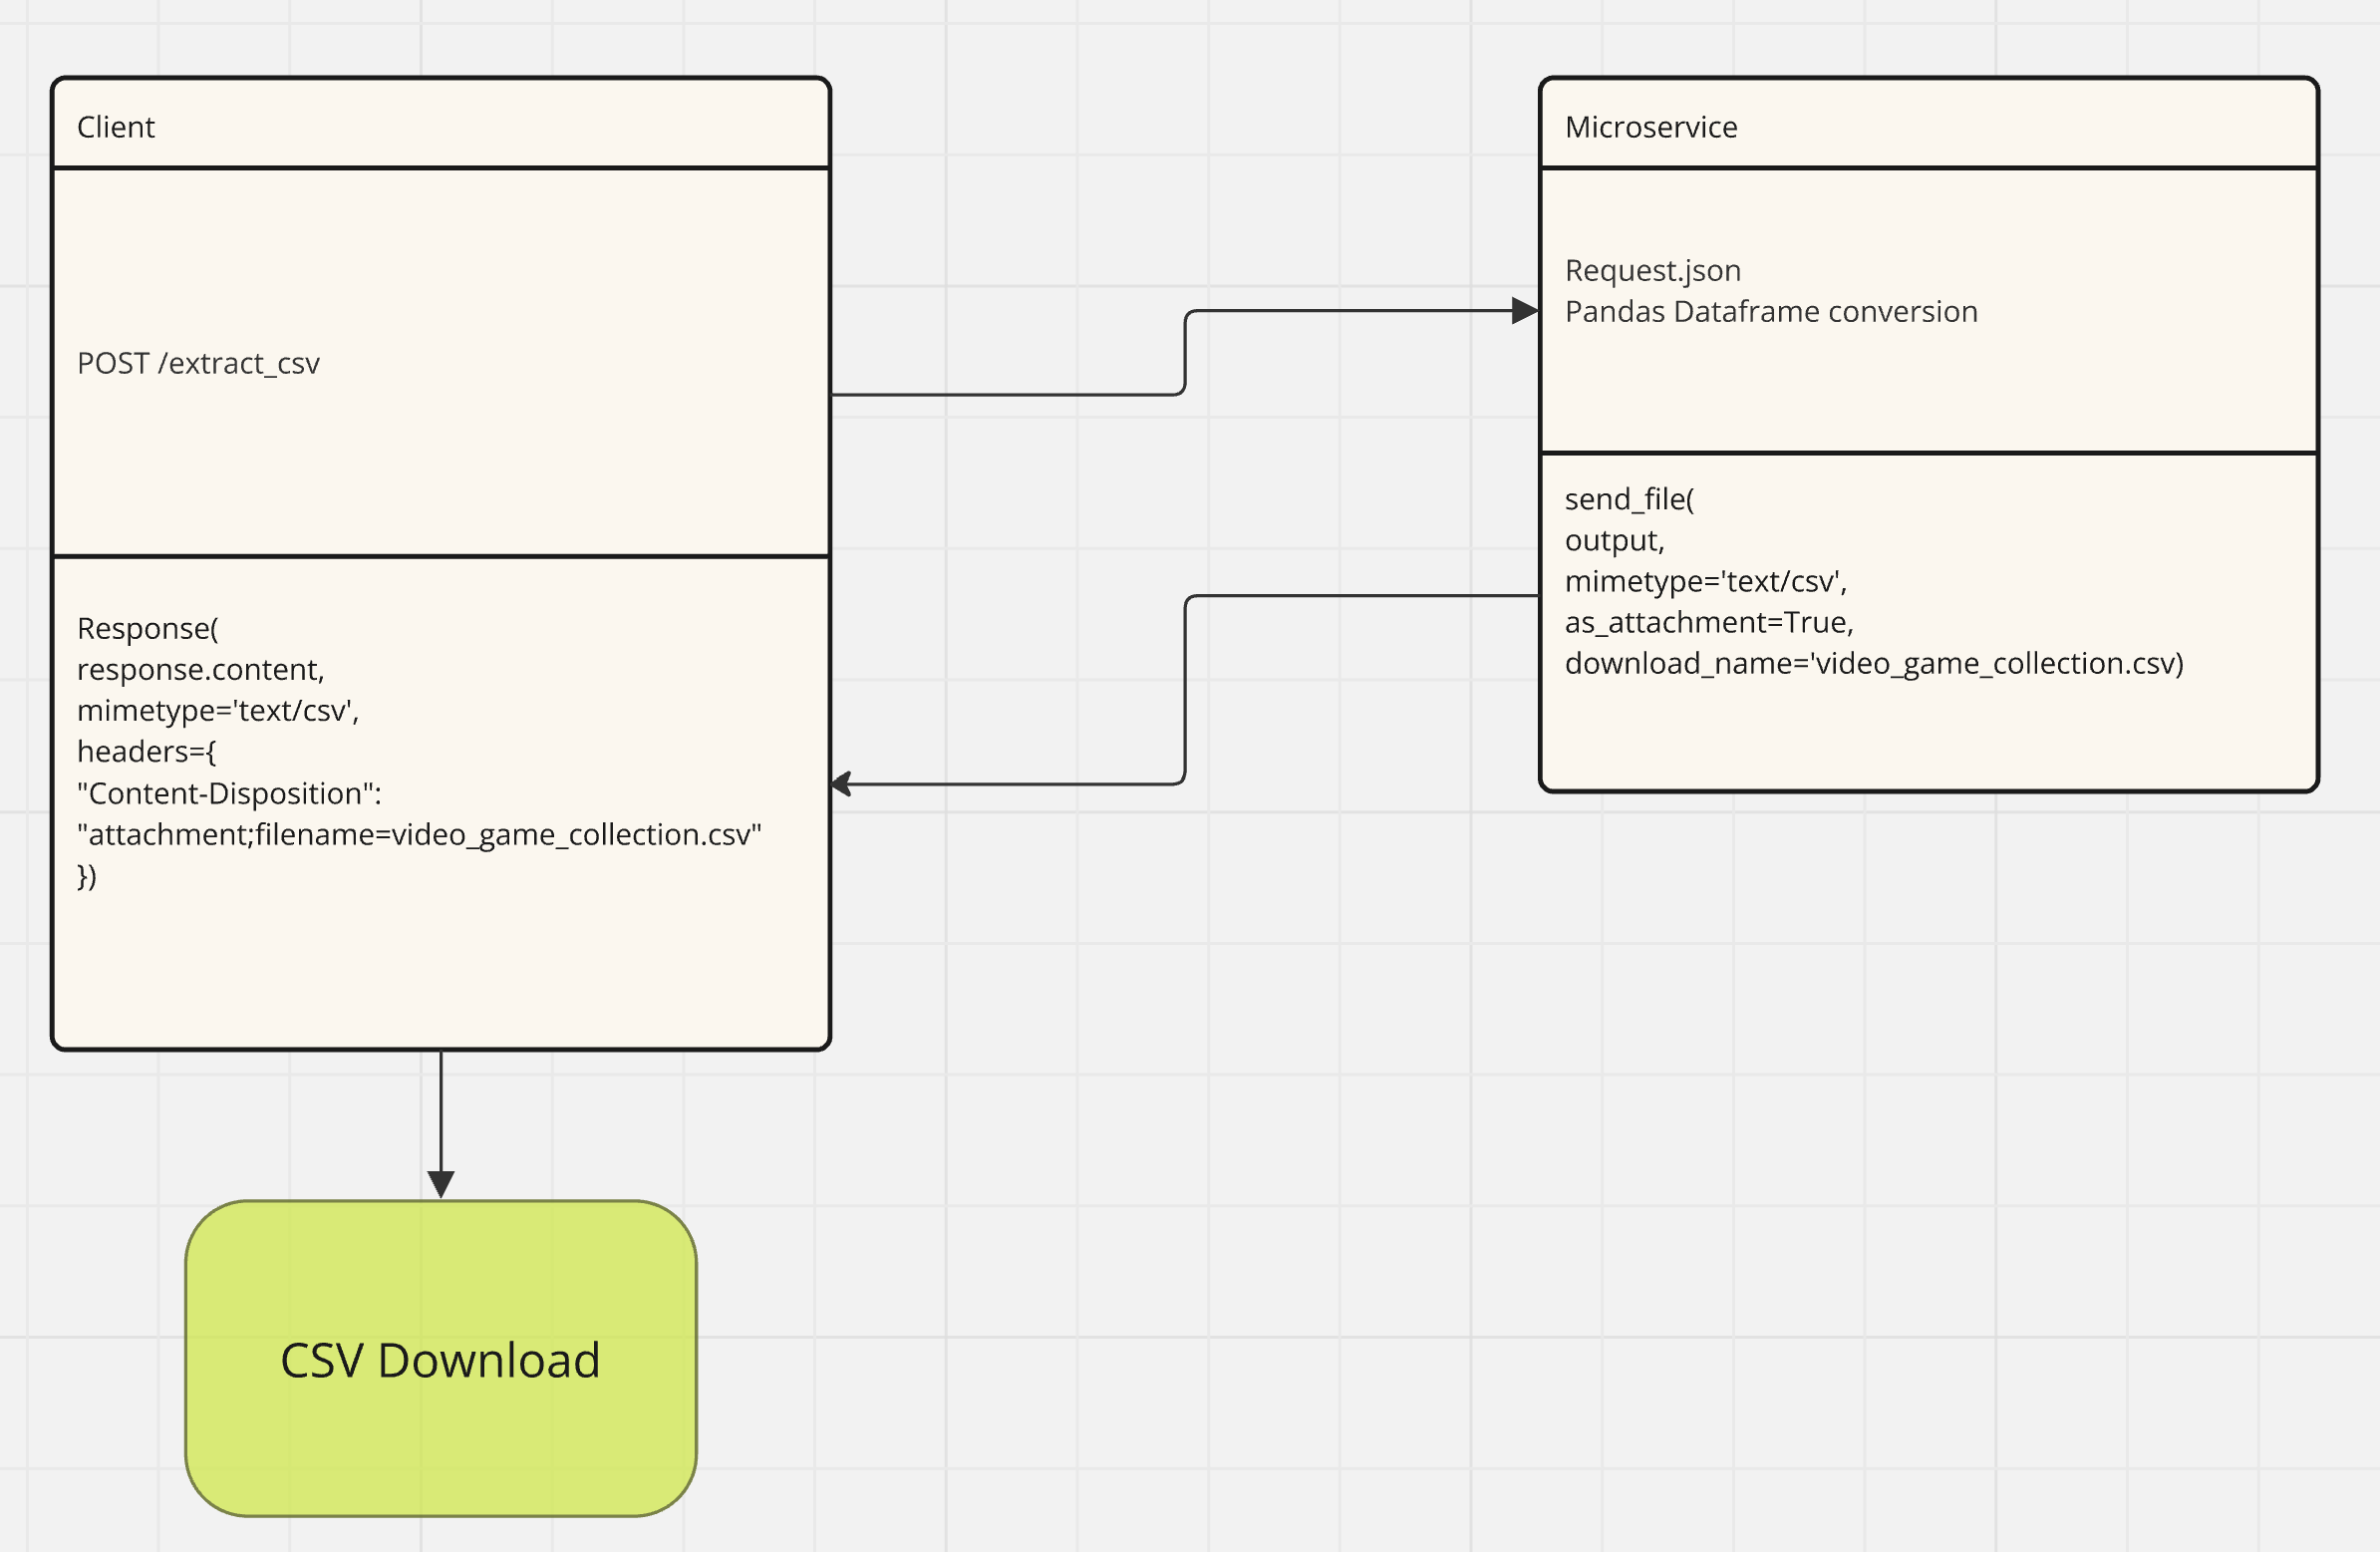 Client
POST /extract_csv
Response(
response.content,
mimetype='text/csv',
headers={
"Content-Disposition":
"attachment;filename=video_game_collection.csv"
})
Microservice
Request.json
Pandas Dataframe conversion
send_file(
output,
mimetype='text/csv',
as_attachment=True,
download_name='video_game_collection.csv)
CSV Download